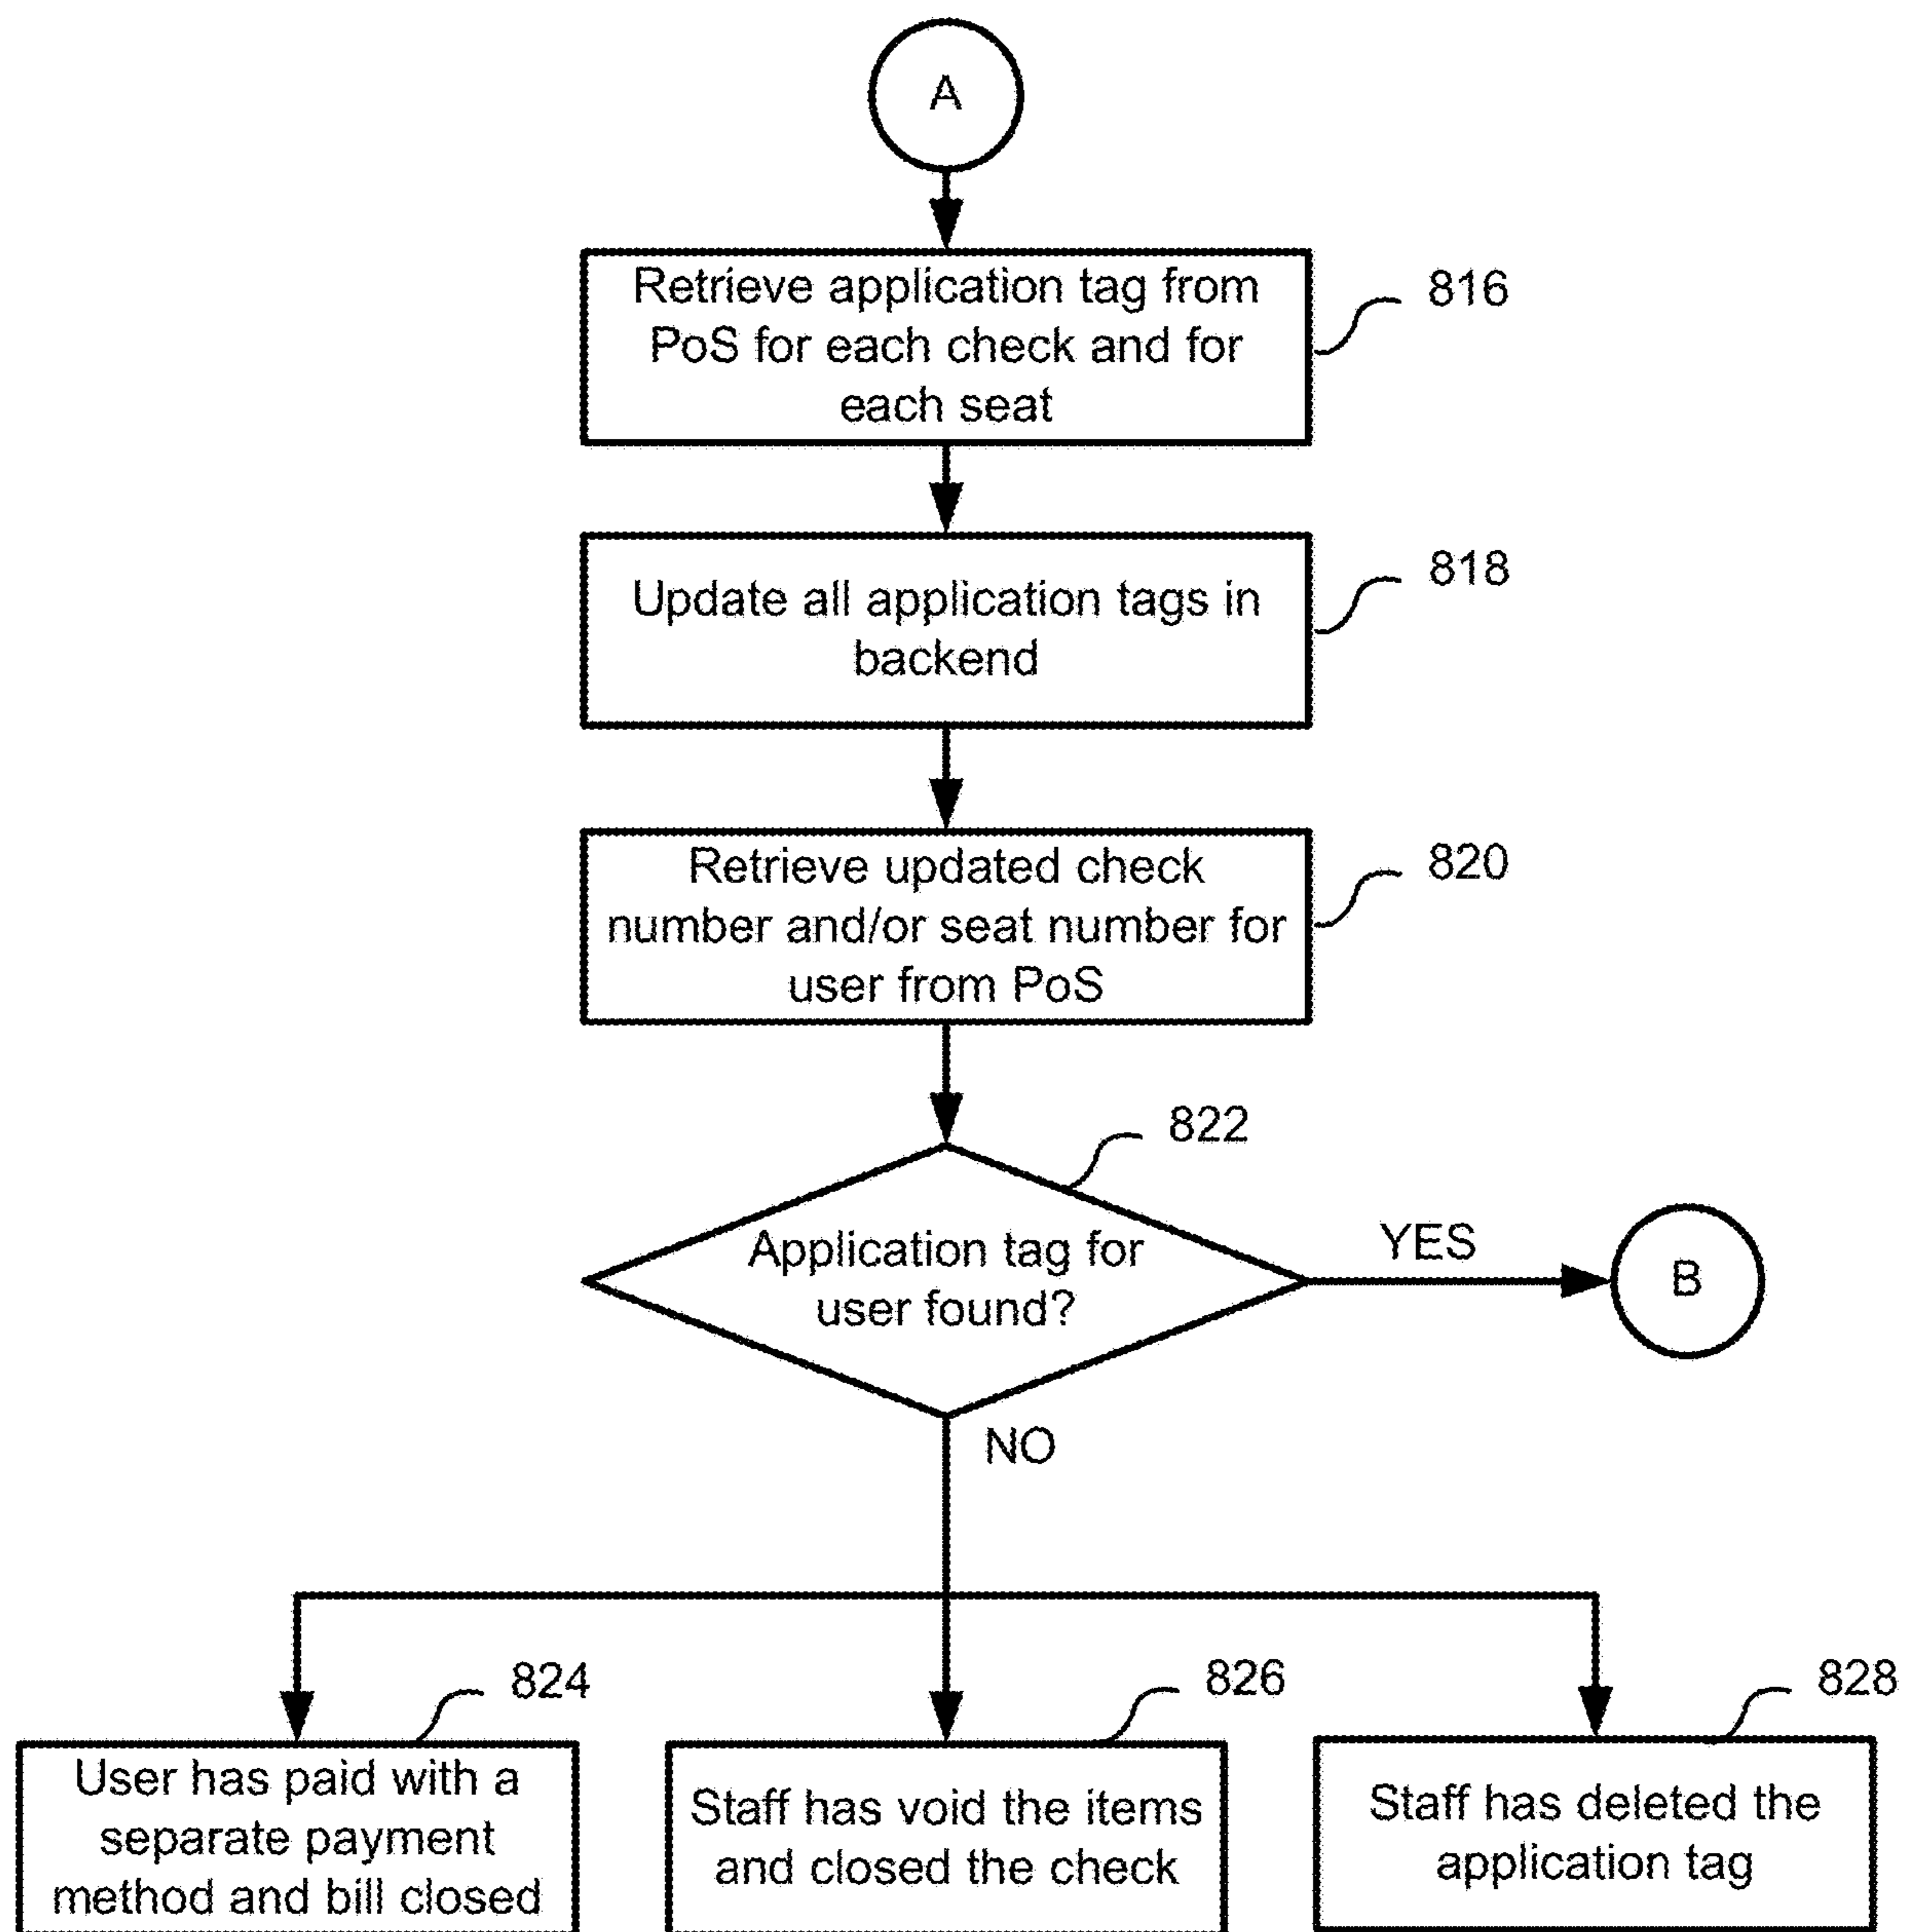 A
Retrieve application tag from
PoS for each check and for
each seat
816
Update all application tags in
backend
818
Retrieve updated check
number and/or seat number for
user from PoS
820
822
Application tag for
user found?
YES
B
NO
824
User has paid with a
separate payment
method and bill closed
826
Staff has void the items
and closed the check
828
Staff has deleted the
application tag